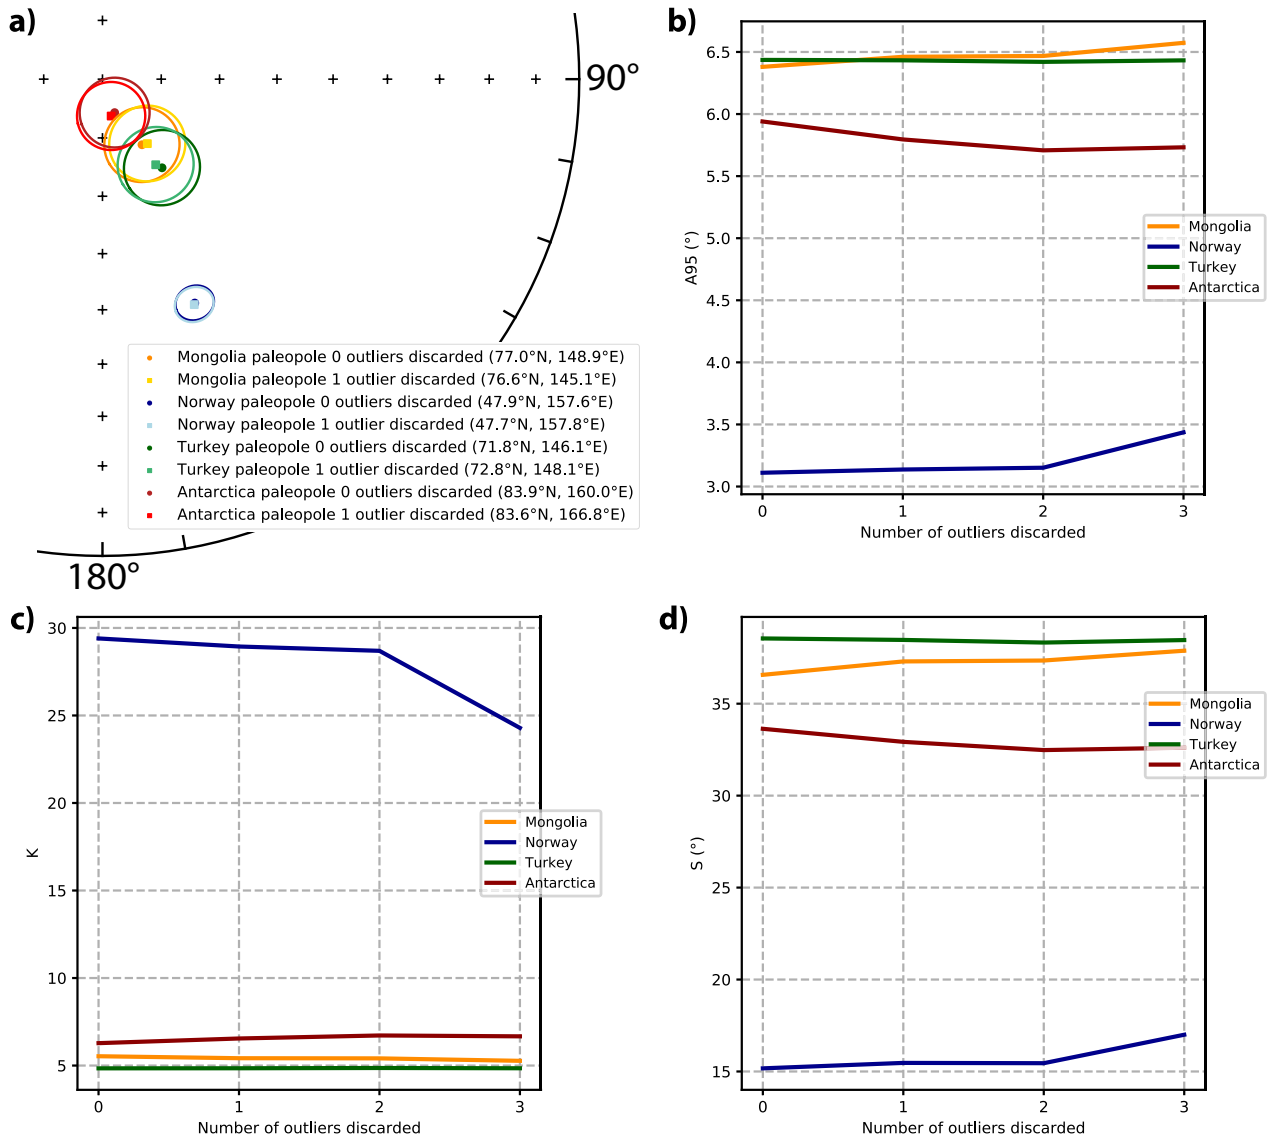 a)
90°
180°
Mongolia paleopole 0 outliers discarded (77.0°N, 148.9°E)
Mongolia paleopole 1 outlier discarded (76.6°N, 145.1°E)
Norway paleopole 0 outliers discarded (47.9°N, 157.6°E)
Norway paleopole 1 outlier discarded (47.7°N, 157.8°E)
Turkey paleopole 0 outliers discarded (71.8°N, 146.1°E)
Turkey paleopole 1 outlier discarded (72.8°N, 148.1°E)
Antarctica paleopole 0 outliers discarded (83.9°N, 160.0°E)
Antarctica paleopole 1 outlier discarded (83.6°N, 166.8°E)
b)
A95 (°)
6.5
6.0
5.5
5.0
4.5
4.0
3.5
3.0
0 1 2 3
Number of outliers discarded
Mongolia
Norway
Turkey
Antarctica
c)
K
30
25
20
15
10
5
0 1 2 3
Number of outliers discarded
Mongolia
Norway
Turkey
Antarctica
d)
S (°)
35
30
25
20
15
0 1 2 3
Number of outliers discarded
Mongolia
Norway
Turkey
Antarctica